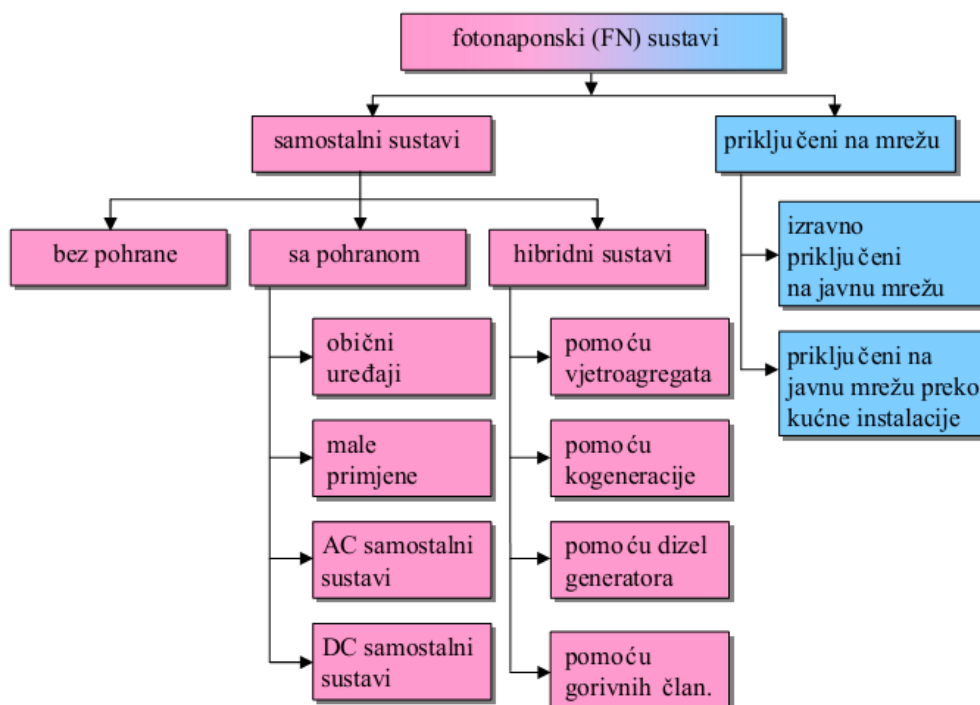 fotonaponski (FN) sustavi
samostalni sustavi
priključeni na mrežu
bez pohrane
sa pohranom
hibridni sustavi
izravno
priključeni
na javnu mrežu
obični
uređaji
pomoću
vjetroagregata
priključeni na
javnu mrežu preko
kućne instalacije
male
primjene
pomoću
kogeneracije
AC samostalni
sustavi
pomoću dizel
generatora
DC samostalni
sustavi
pomoću
gorivnih član.